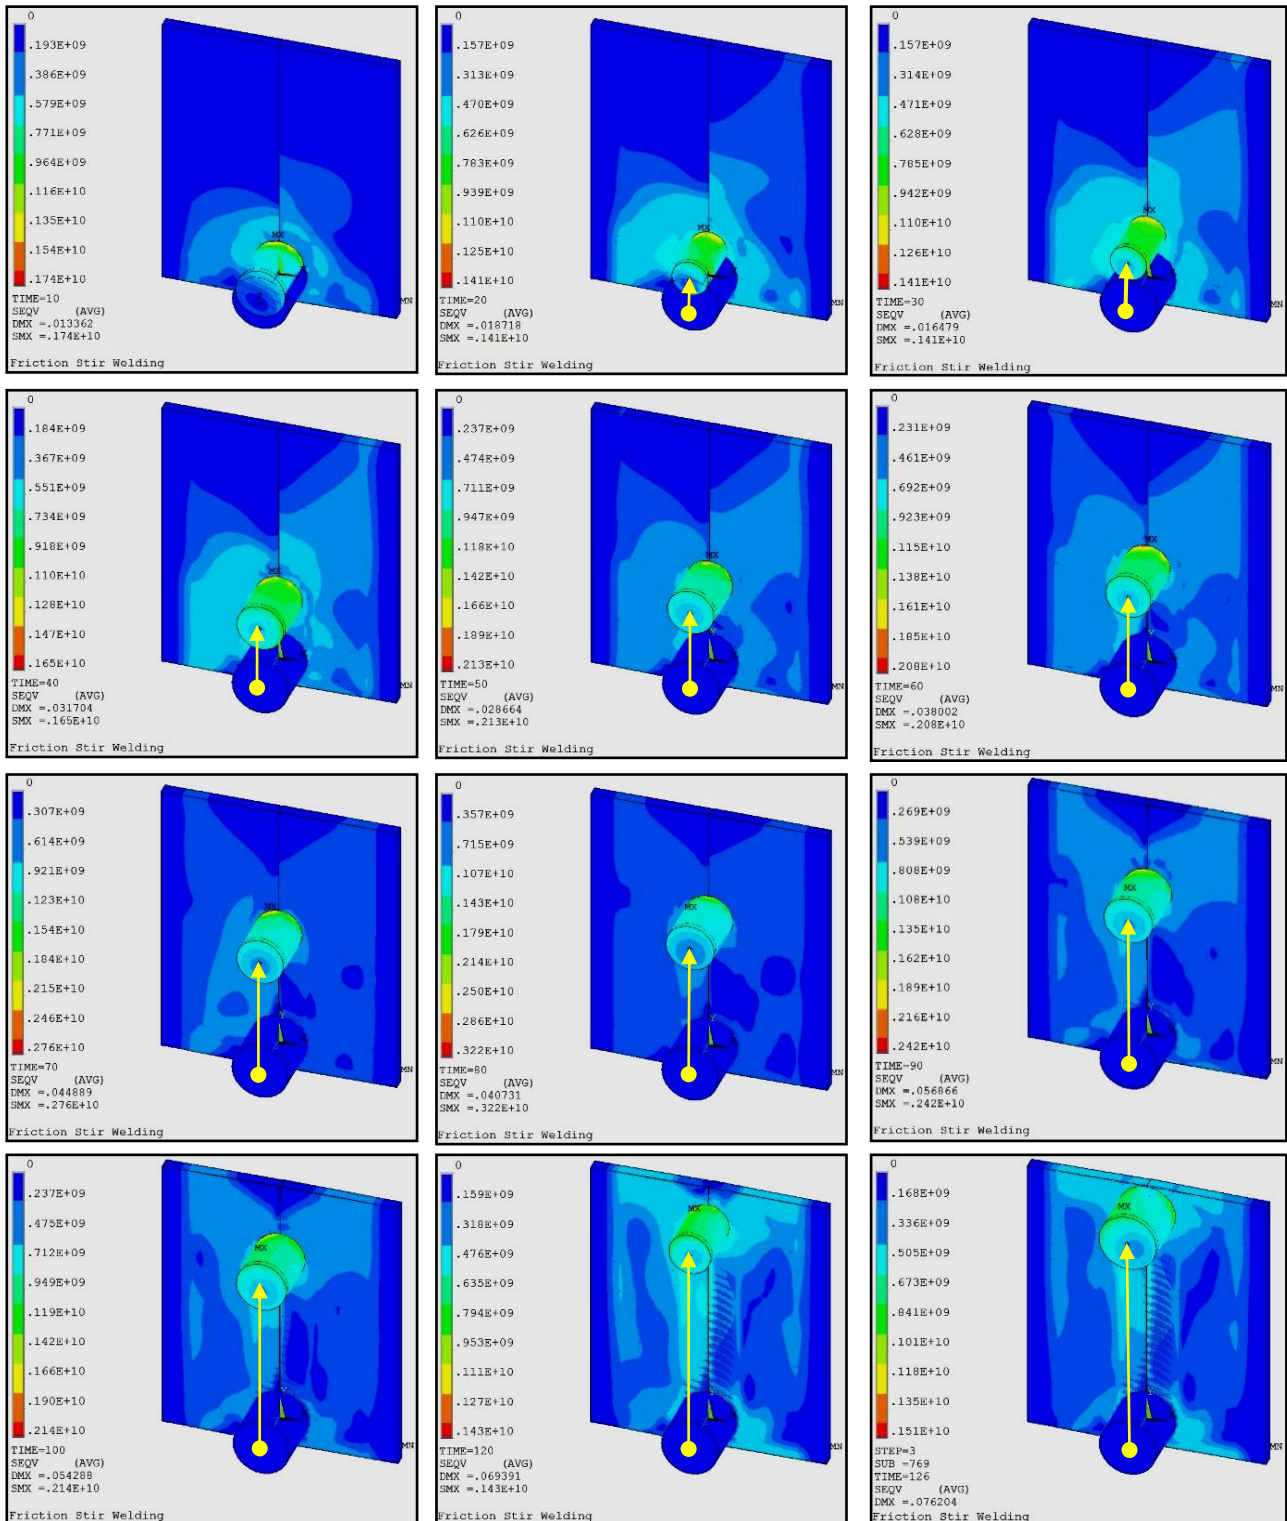 0
.193E+09
.386E+09
.579E+09
.771E+09
.964E+09
.116E+10
.135E+10
.154E+10
.174E+10
TIME=10
SEQV (AVG)
DMX =.013362
SMX =.174E+10
MX
MN
Friction Stir Welding
0
.157E+09
.313E+09
.470E+09
.626E+09
.783E+09
.939E+09
.110E+10
.125E+10
.141E+10
TIME=20
SEQV (AVG)
DMX =.018718
SMX =.141E+10
MX
MN
Friction Stir Welding
0
.157E+09
.314E+09
.471E+09
.628E+09
.785E+09
.942E+09
.110E+10
.126E+10
.141E+10
TIME=30
SEQV (AVG)
DMX =.016479
SMX =.141E+10
MX
MN
Friction Stir Welding
0
.184E+09
.367E+09
.551E+09
.734E+09
.918E+09
.110E+10
.128E+10
.147E+10
.165E+10
TIME=40
SEQV (AVG)
DMX =.031704
SMX =.165E+10
MX
MN
Friction Stir Welding
0
.237E+09
.474E+09
.711E+09
.947E+09
.118E+10
.142E+10
.166E+10
.189E+10
.213E+10
TIME=50
SEQV (AVG)
DMX =.028664
SMX =.213E+10
MX
Y
MN
Friction Stir Welding
0
.231E+09
.461E+09
.692E+09
.923E+09
.115E+10
.138E+10
.161E+10
.185E+10
.208E+10
TIME=60
SEQV (AVG)
DMX =.038002
SMX =.208E+10
MX
Y
MN
Friction Stir Welding
0
.307E+09
.614E+09
.921E+09
.123E+10
.154E+10
.184E+10
.215E+10
.246E+10
.276E+10
TIME=70
SEQV (AVG)
DMX =.044889
SMX =.276E+10
MX
Y
MN
Friction Stir Welding
0
.357E+09
.715E+09
.107E+10
.143E+10
.179E+10
.214E+10
.250E+10
.286E+10
.322E+10
TIME=80
SEQV (AVG)
DMX =.040731
SMX =.322E+10
MX
Y
MN
Friction Stir Welding
0
.269E+09
.539E+09
.808E+09
.108E+10
.135E+10
.162E+10
.189E+10
.216E+10
.242E+10
TIME=90
SEQV (AVG)
DMX =.056866
SMX =.242E+10
MX
Y
MN
Friction Stir Welding
0
.237E+09
.475E+09
.712E+09
.949E+09
.119E+10
.142E+10
.166E+10
.190E+10
.214E+10
TIME=100
SEQV (AVG)
DMX =.054288
SMX =.214E+10
MX
Y
MN
Friction Stir Welding
0
.159E+09
.318E+09
.476E+09
.635E+09
.794E+09
.953E+09
.111E+10
.127E+10
.143E+10
TIME=120
SEQV (AVG)
DMX =.069391
SMX =.143E+10
MX
Y
MN
Friction Stir Welding
0
.168E+09
.336E+09
.505E+09
.673E+09
.841E+09
.101E+10
.118E+10
.135E+10
.151E+10
STEP=3
SUB =769
TIME=126
SEQV (AVG)
DMX =.076204
MX
Y
MN
Friction Stir Welding